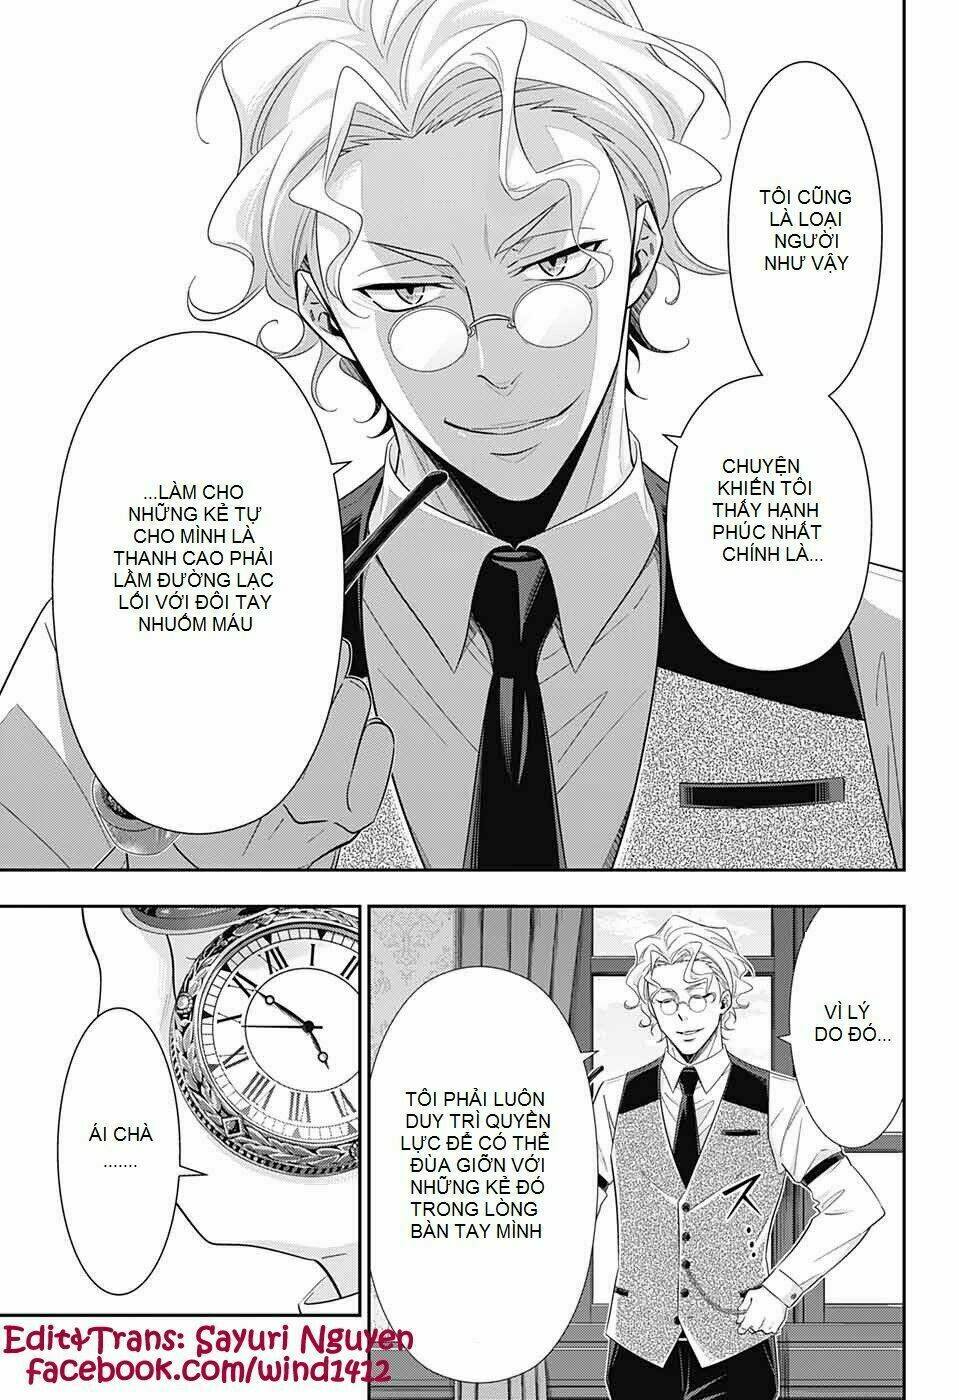 TÔI CŨNG
LÀ LOẠI
NGƯỜI
NHƯ VẬY
CHUYỆN
KHIẾN TÔI
THẤY HẠNH
PHÚC NHẤT
CHÍNH LÀ...
...LÀM CHO
NHỮNG KẺ TỰ
CHO MÌNH LÀ
THANH CAO PHẢI
LẦM ĐƯỜNG LẠC
LỐI VỚI ĐÔI TAY
NHUỐM MÁU
VÌ LÝ
DO ĐÓ...
TÔI PHẢI LUÔN
DUY TRÌ QUYỀN
LỰC ĐỂ CÓ THỂ
ĐÙA GIỠN VỚI
NHỮNG KẺ ĐÓ
TRONG LÒNG
BÀN TAY MÌNH
ÁI CHÀ
.......
Edit&Trans: Sayuri Nguyen
facebook.com/wind1412